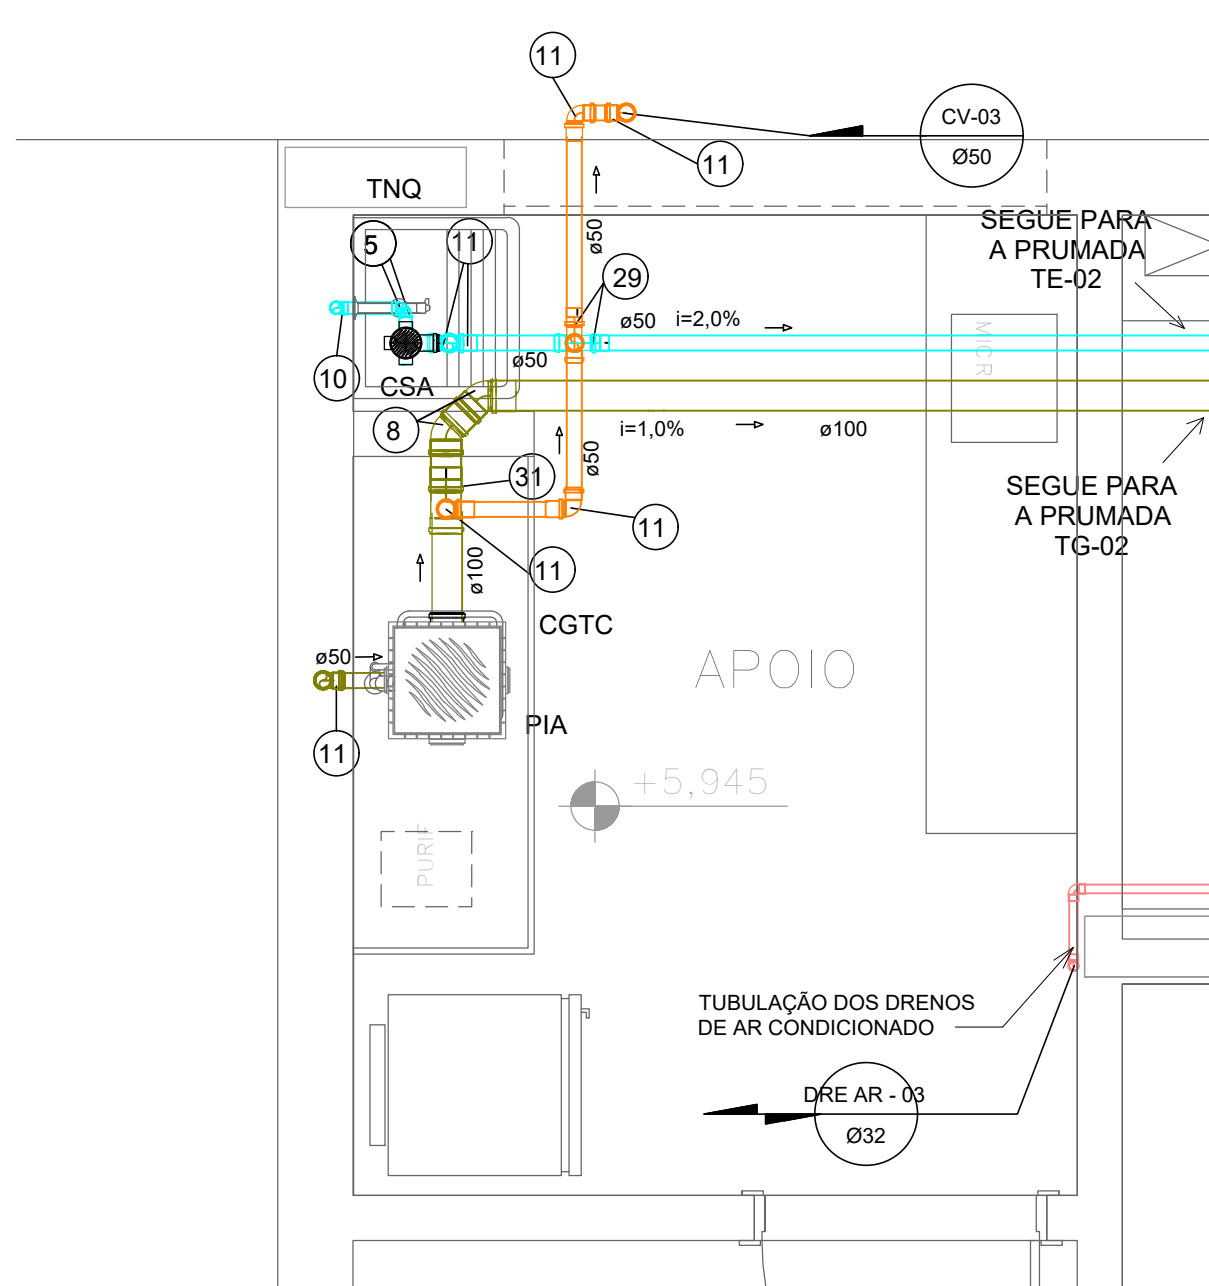 11
CV-03
Ø50
11
TNQ
5
11
ø50
29
SEGUE PARA
A PRUMADA
TE-02
ø50 i=2,0%
ø50
10
CSA
MICR
8
i=1,0%
ø100
ø50
31
SEGUE PARA
A PRUMADA
TG-02
11
11
ø100
CGTC
ø50
APOIO
PIA
11
+5,945
PURIF
TUBULAÇÃO DOS DRENOS
DE AR CONDICIONADO
DRE AR - 03
Ø32